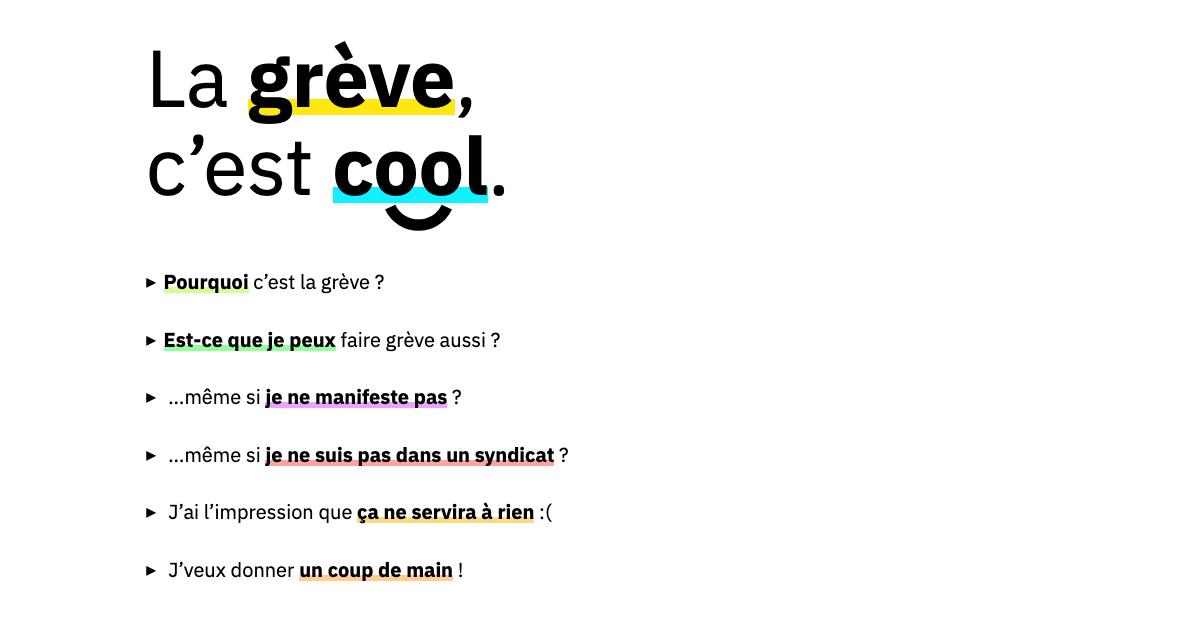 La grève,
c’est cool.
▸ Pourquoi c’est la grève ?
▸ Est-ce que je peux faire grève aussi ?
▸ …même si je ne manifeste pas ?
▸ …même si je ne suis pas dans un syndicat ?
▸ J’ai l’impression que ça ne servira à rien :(
▸ J’veux donner un coup de main !